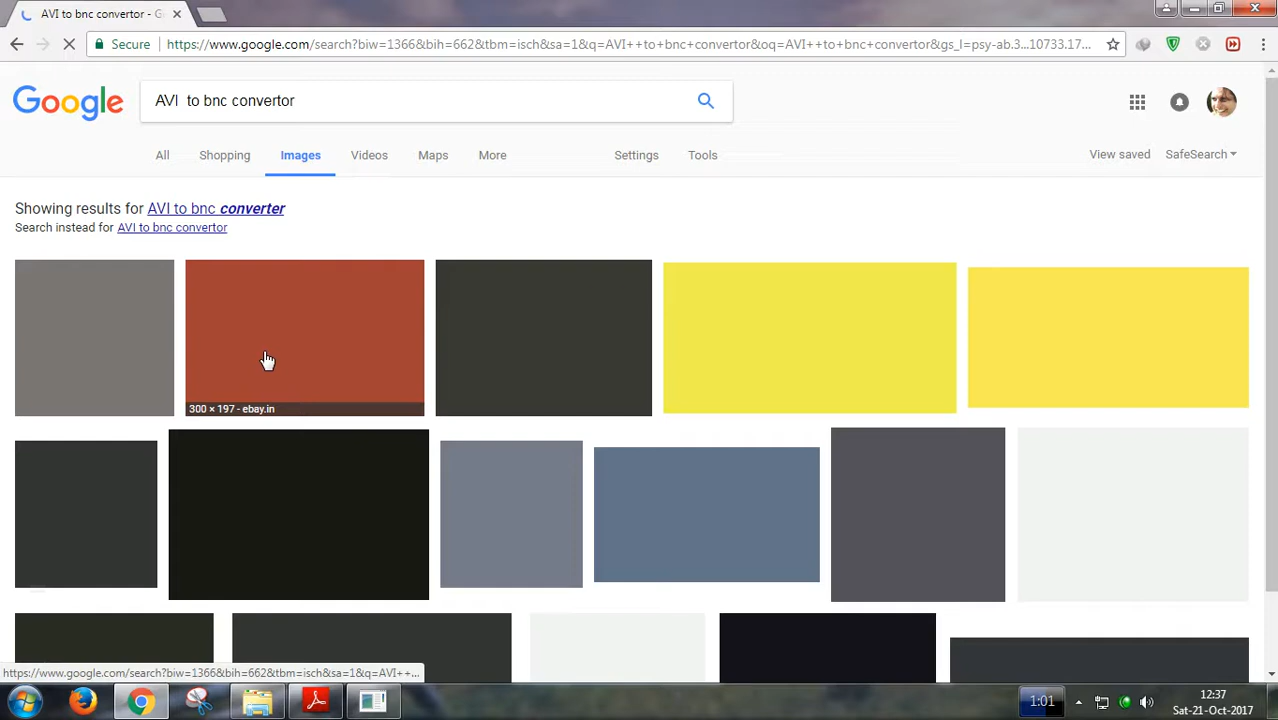 AVI to bnc convertor - G
Secure https://www.google.com/search?biw=1366&bih=662&tbm=isch&sa=1&q=AVI++to+bnc+convertor&oq=AVI++to+bnc+convertor&gs_l=psy-ab.3...10733.17...
Google
AVI  to bnc convertor
All Shopping Images Videos Maps More Settings Tools View saved SafeSearch
Showing results for AVI to bnc converter
Search instead for AVI to bnc convertor
300 × 197 - ebay.in
https://www.google.com/search?biw=1366&bih=662&tbm=isch&sa=1&q=AVI++...
1:01
12:37
Sat-21-Oct-2017